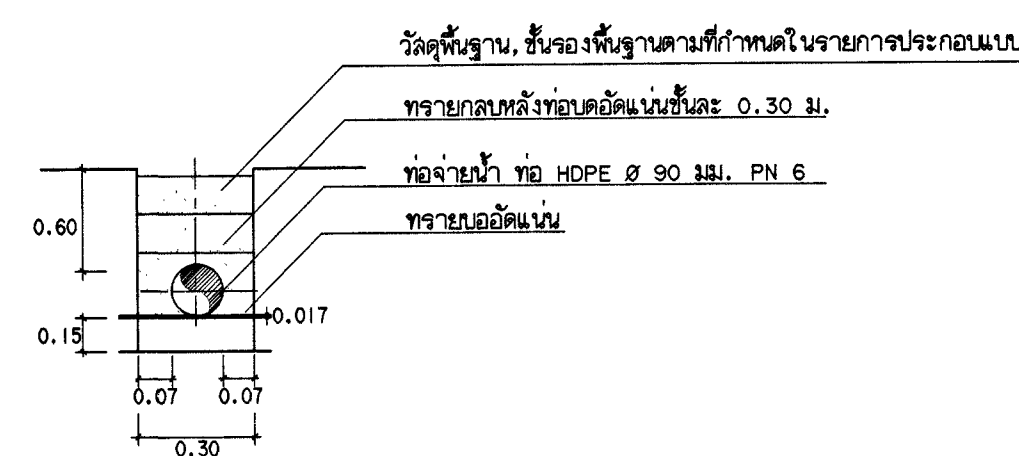 วัสดุพื้นฐาน, ชั้นรองพื้นฐานตามที่กำหนดในรายการประกอบแบบ
ทรายกลบหลังท่อบดอัดแน่นชั้นละ 0.30 ม.
ท่อจ่ายน้ำ ท่อ HDPE Ø 90 มม. PN 6
ทรายบออัดแน่น
0.60
0.017
0.15
0.07 0.07
0.30